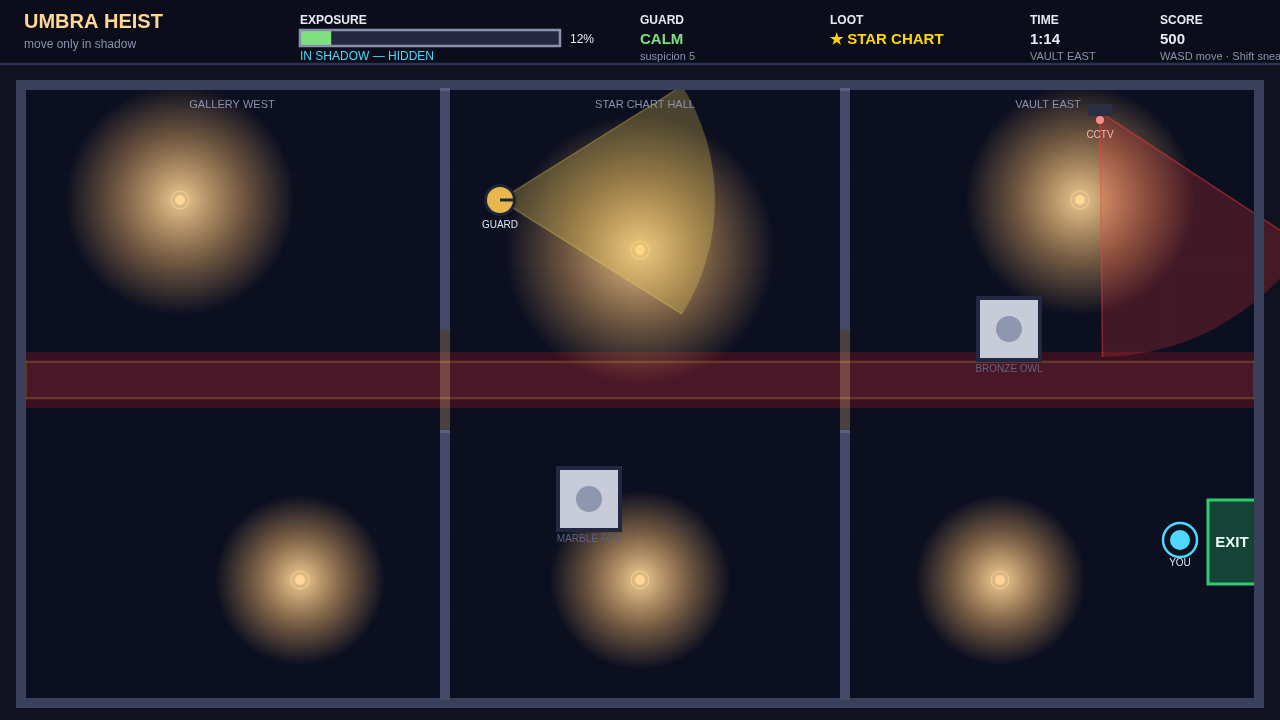 UMBRA HEIST
move only in shadow
EXPOSURE
12%
IN SHADOW — HIDDEN
GUARD
CALM
suspicion 5
LOOT
★ STAR CHART
TIME
1:14
VAULT EAST
SCORE
500
WASD move · Shift snea
GALLERY WEST
STAR CHART HALL
VAULT EAST
CCTV
GUARD
BRONZE OWL
MARBLE FOX
EXIT
YOU